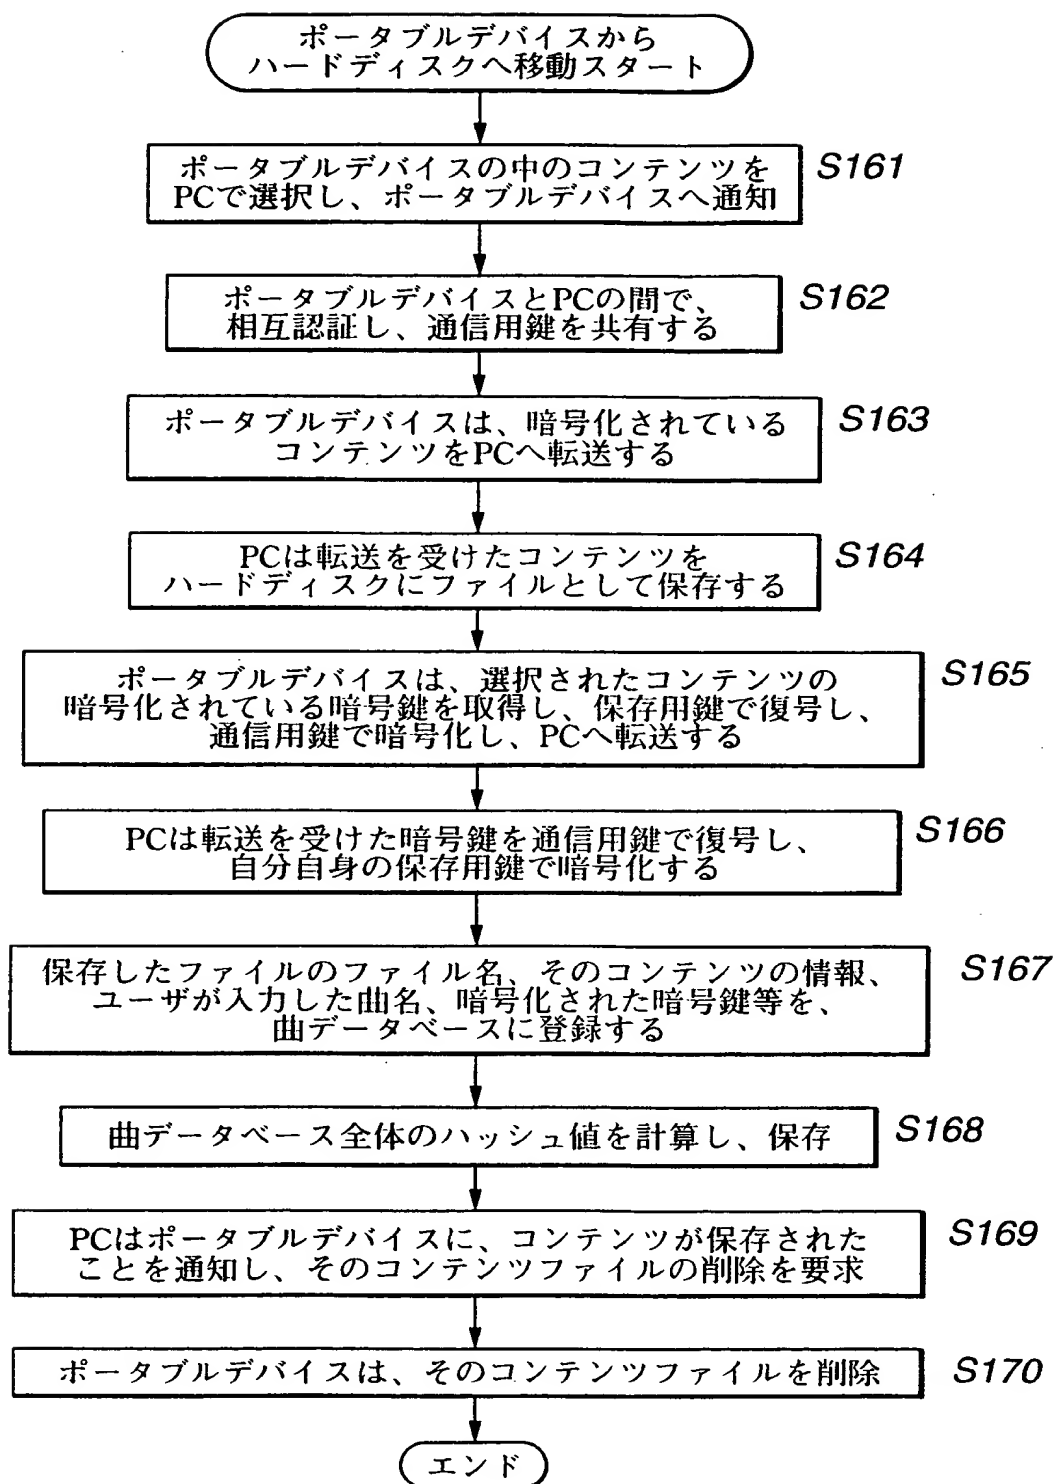 ポータブルデバイスから
ハードディスクへ移動スタート
ポータブルデバイスの中のコンテンツを
PCで選択し、ポータブルデバイスへ通知
S161
ポータブルデバイスとPCの間で、
相互認証し、通信用鍵を共有する
S162
ポータブルデバイスは、暗号化されている
コンテンツをPCへ転送する
S163
PCは転送を受けたコンテンツを
ハードディスクにファイルとして保存する
S164
ポータブルデバイスは、選択されたコンテンツの
暗号化されている暗号鍵を取得し、保存用鍵で復号し、
通信用鍵で暗号化し、PCへ転送する
S165
PCは転送を受けた暗号鍵を通信用鍵で復号し、
自分自身の保存用鍵で暗号化する
S166
保存したファイルのファイル名、そのコンテンツの情報、
ユーザが入力した曲名、暗号化された暗号鍵等を、
曲データベースに登録する
S167
曲データベース全体のハッシュ値を計算し、保存
S168
PCはポータブルデバイスに、コンテンツが保存された
ことを通知し、そのコンテンツファイルの削除を要求
S169
ポータブルデバイスは、そのコンテンツファイルを削除
S170
エンド